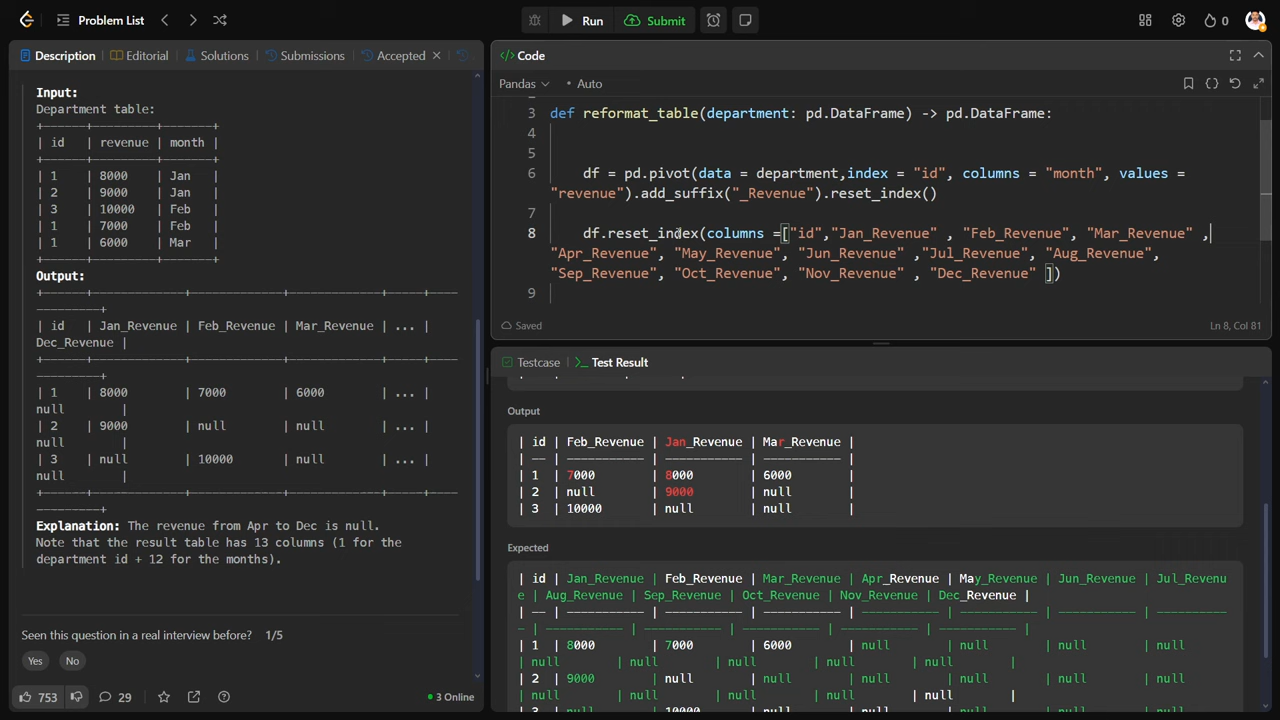 Problem List
Run
Submit
0
Description
Editorial
Solutions
Submissions
Accepted
Input:
Department table:
+------+---------+-------+
| id | revenue | month |
+------+---------+-------+
| 1 | 8000 | Jan |
| 2 | 9000 | Jan |
| 3 | 10000 | Feb |
| 1 | 7000 | Feb |
| 1 | 6000 | Mar |
+------+---------+-------+
Output:
+------+-------------+-------------+-------------+-----+----
---------+
| id | Jan_Revenue | Feb_Revenue | Mar_Revenue | ... |
Dec_Revenue |
+------+-------------+-------------+-------------+-----+----
---------+
| 1 | 8000 | 7000 | 6000 | ... |
null |
| 2 | 9000 | null | null | ... |
null |
| 3 | null | 10000 | null | ... |
null |
+------+-------------+-------------+-------------+-----+----
---------+
Explanation: The revenue from Apr to Dec is null.
Note that the result table has 13 columns (1 for the
department id + 12 for the months).
Seen this question in a real interview before? 1/5
Yes No
753
29
3 Online
</> Code
Pandas
Auto
3 def reformat_table(department: pd.DataFrame) -> pd.DataFrame:
4
5
6 df = pd.pivot(data = department,index = "id", columns = "month", values =
"revenue").add_suffix("_Revenue").reset_index()
7
8 df.reset_index(columns =["id","Jan_Revenue" , "Feb_Revenue", "Mar_Revenue" ,
"Apr_Revenue", "May_Revenue", "Jun_Revenue" ,"Jul_Revenue", "Aug_Revenue",
"Sep_Revenue", "Oct_Revenue", "Nov_Revenue" , "Dec_Revenue" ])
9
Saved
Ln 8, Col 81
Testcase
Test Result
Output
| id | Feb_Revenue | Jan_Revenue | Mar_Revenue |
| -- | ----------- | ----------- | ----------- |
| 1 | 7000 | 8000 | 6000 |
| 2 | null | 9000 | null |
| 3 | 10000 | null | null |
Expected
| id | Jan_Revenue | Feb_Revenue | Mar_Revenue | Apr_Revenue | May_Revenue | Jun_Revenue | Jul_Revenu
e | Aug_Revenue | Sep_Revenue | Oct_Revenue | Nov_Revenue | Dec_Revenue |
| -- | ----------- | ----------- | ----------- | ----------- | ----------- | ----------- | ----------
- | ----------- | ----------- | ----------- | ----------- | ----------- |
| 1 | 8000 | 7000 | 6000 | null | null | null | null
| null | null | null | null | null |
| 2 | 9000 | null | null | null | null | null | null
| null | null | null | null | null |